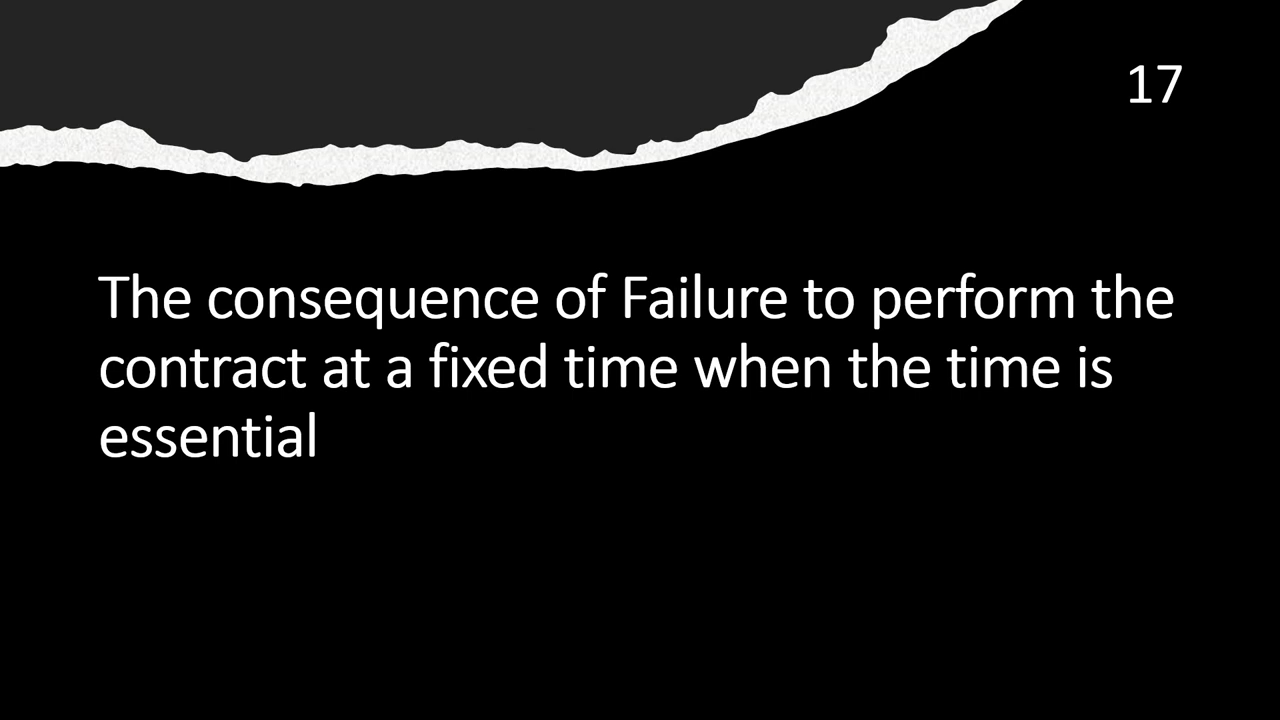 17
The consequence of Failure to perform the
contract at a fixed time when the time is
essential